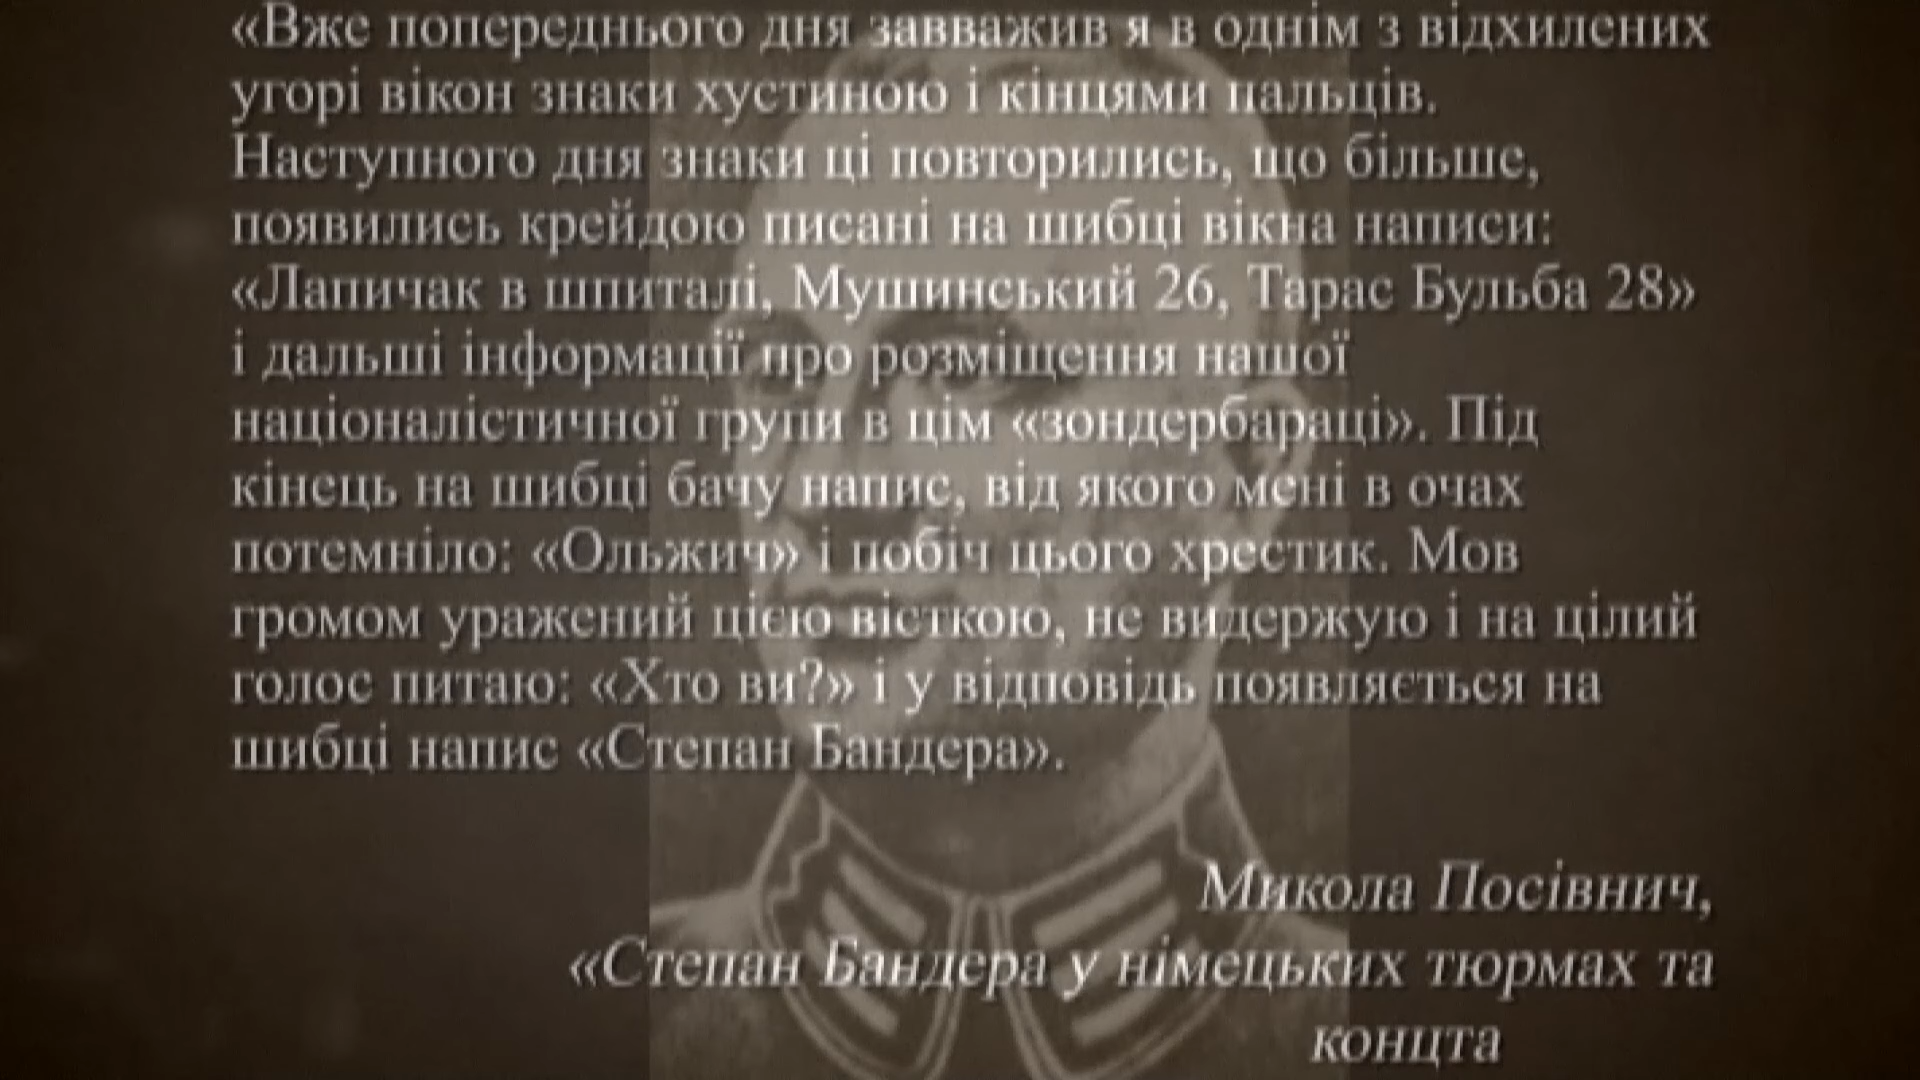 «Вже попереднього дня завважив я в однім з відхилених
угорі вікон знаки хустиною і кінцями пальців.
Наступного дня знаки ці повторились, що більше,
появились крейдою писані на шибці вікна написи:
«Лапичак в шпиталі, Мушинський 26, Тарас Бульба 28»
і дальші інформації про розміщення нашої
націоналістичної групи в цім «зондербараці». Під
кінець на шибці бачу напис, від якого мені в очах
потемніло: «Ольжич» і побіч цього хрестик. Мов
громом уражений цією вісткою, не видержую і на цілий
голос питаю: «Хто ви?» і у відповідь появляється на
шибці напис «Степан Бандера».
Микола Посівнич,
«Степан Бандера у німецьких тюрмах та
концта